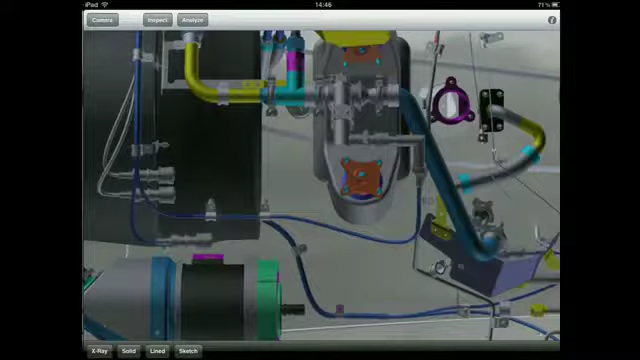 iPad 14:46 71%
Camera Inspect Analyze i
X-Ray Solid Lined Sketch